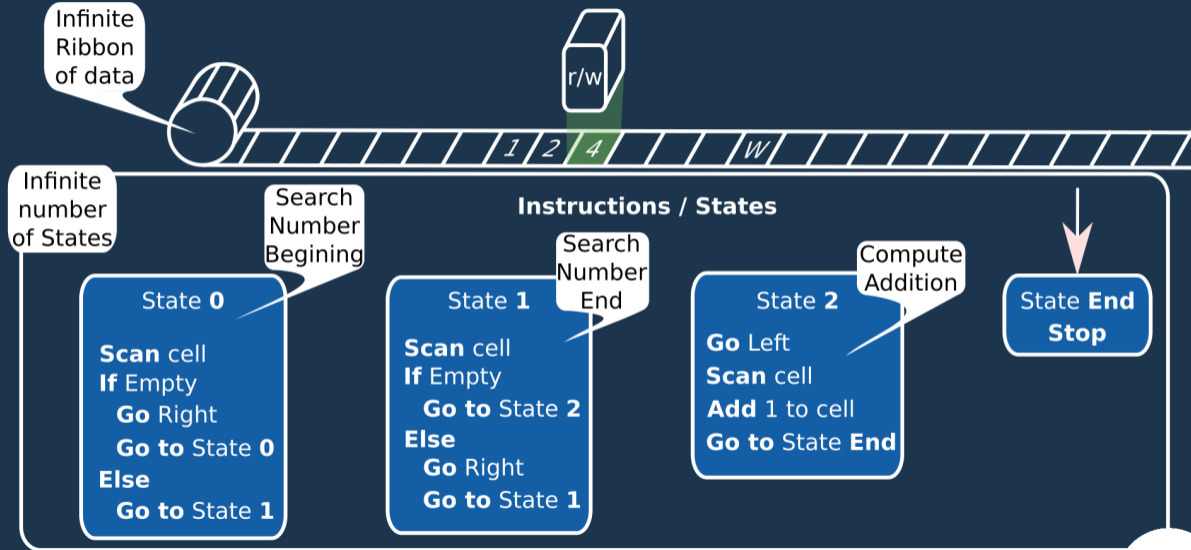 Infinite
Ribbon
of data
r/w
1 2 4 W
Infinite
number
of States
Instructions / States
Search
Number
Begining
State 0
Scan cell
If Empty
Go Right
Go to State 0
Else
Go to State 1
Search
Number
End
State 1
Scan cell
If Empty
Go to State 2
Else
Go Right
Go to State 1
Compute
Addition
State 2
Go Left
Scan cell
Add 1 to cell
Go to State End
State End
Stop